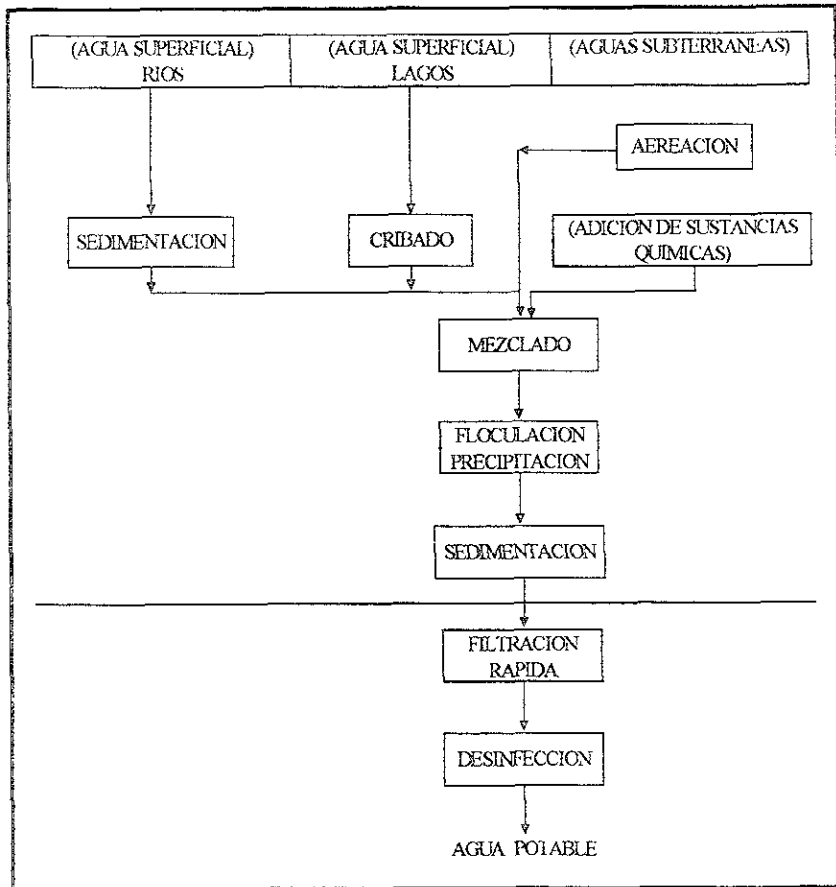 (AGUA SUPERFICIAL)
RIOS
(AGUA SUPERFICIAL)
LAGOS
(AGUAS SUBTERRANEAS)
AEREACION
SEDIMENTACION
CRIBADO
(ADICION DE SUSTANCIAS
QUIMICAS)
MEZCLADO
FLOCULACION
PRECIPITACION
SEDIMENTACION
FILTRACION
RAPIDA
DESINFECCION
AGUA POTABLE